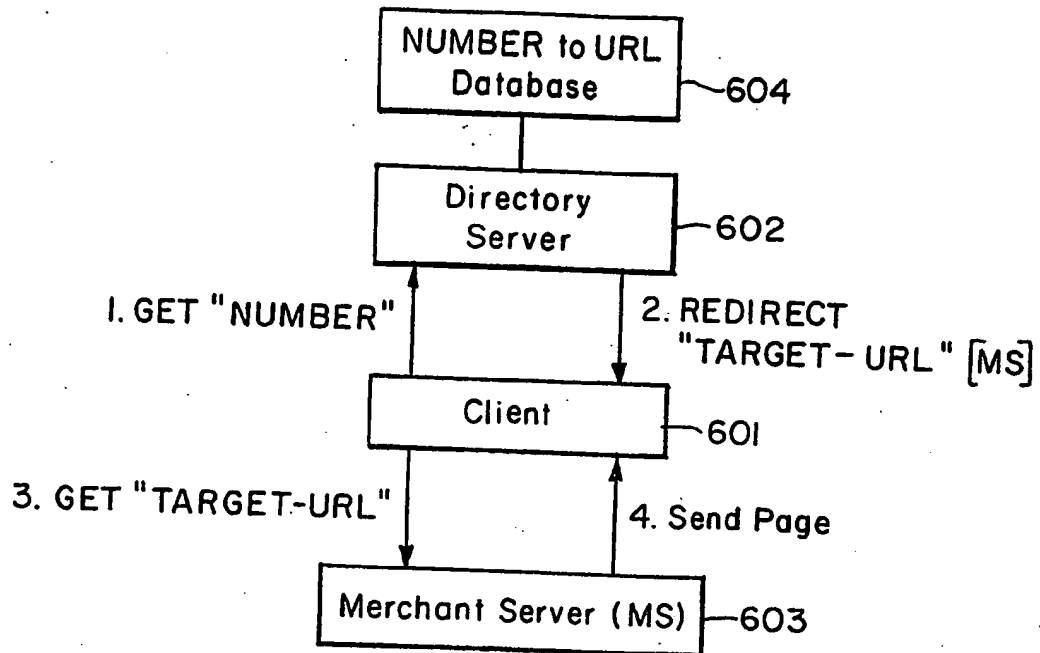 NUMBER to URL
Database
604
Directory
Server
602
1. GET "NUMBER"
2. REDIRECT
"TARGET-URL" [MS]
Client
601
3. GET "TARGET-URL"
4. Send Page
Merchant Server (MS)
603